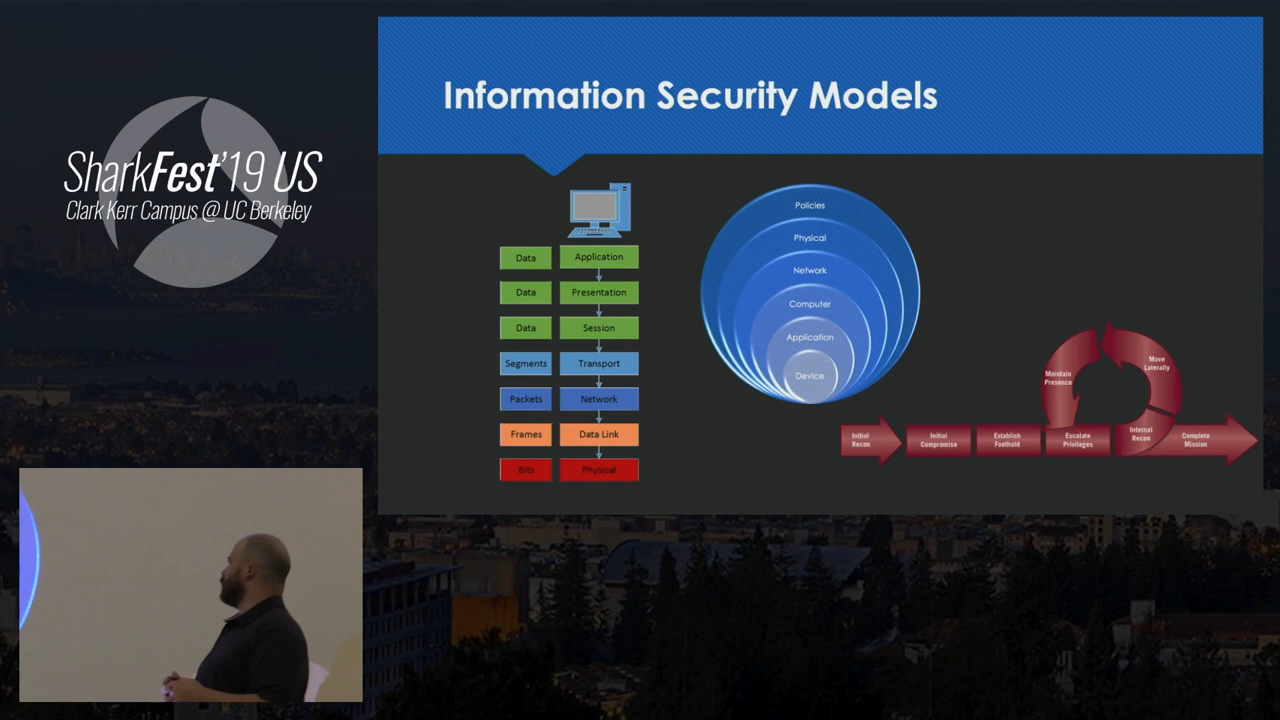 SharkFest'19 US
Clark Kerr Campus @ UC Berkeley
Information Security Models
Data Application
Data Presentation
Data Session
Segments Transport
Packets Network
Frames Data Link
Bits Physical
Policies
Physical
Network
Computer
Application
Device
Initial
Recon
Initial
Compromise
Establish
Foothold
Escalate
Privileges
Maintain
Presence
Move
Laterally
Internal
Recon
Complete
Mission